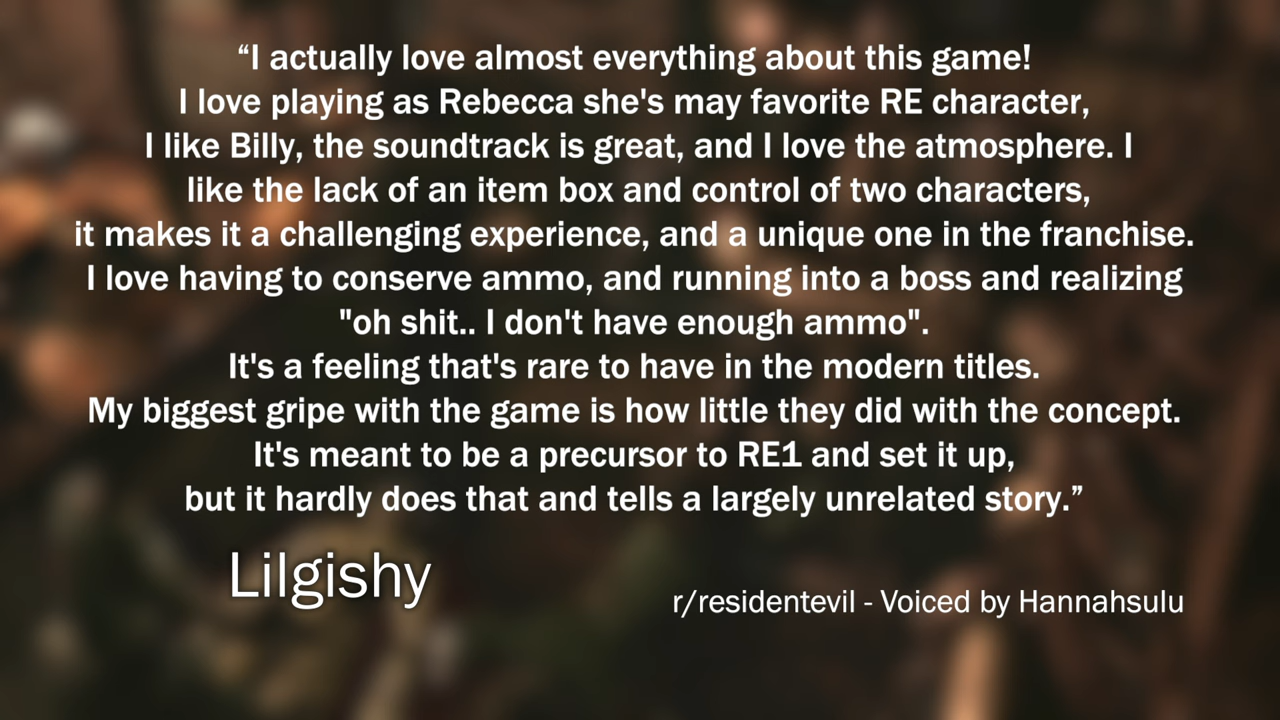 “I actually love almost everything about this game!
I love playing as Rebecca she's may favorite RE character,
I like Billy, the soundtrack is great, and I love the atmosphere. I
like the lack of an item box and control of two characters,
it makes it a challenging experience, and a unique one in the franchise.
I love having to conserve ammo, and running into a boss and realizing
"oh shit.. I don't have enough ammo".
It's a feeling that's rare to have in the modern titles.
My biggest gripe with the game is how little they did with the concept.
It's meant to be a precursor to RE1 and set it up,
but it hardly does that and tells a largely unrelated story.”
Lilgishy
r/residentevil - Voiced by Hannahsulu